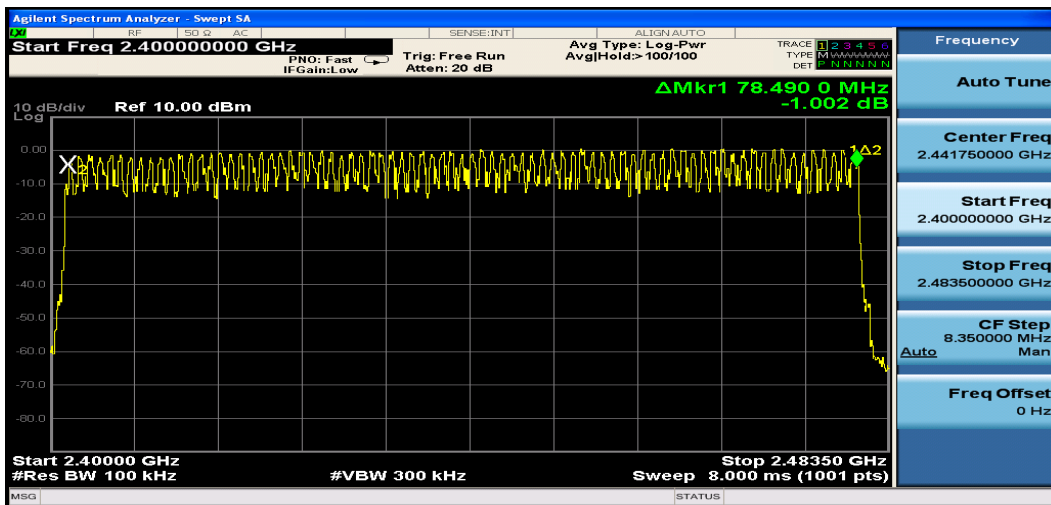 Agilent Spectrum Analyzer - Swept SA
LXI RF 50 Ω AC SENSE:INT ALIGN AUTO
Start Freq 2.400000000 GHz
PNO: Fast
IFGain:Low
Trig: Free Run
Atten: 20 dB
Avg Type: Log-Pwr
Avg|Hold:>100/100
TRACE 1 2 3 4 5 6
TYPE M
DET P N N N N N
ΔMkr1 78.490 0 MHz
-1.002 dB
10 dB/div Ref 10.00 dBm
Log
0.00
-10.0
-20.0
-30.0
-40.0
-50.0
-60.0
-70.0
-80.0
X2
1Δ2
Start 2.40000 GHz
Stop 2.48350 GHz
#Res BW 100 kHz
#VBW 300 kHz
Sweep 8.000 ms (1001 pts)
MSG
STATUS
Frequency
Auto Tune
Center Freq
2.441750000 GHz
Start Freq
2.400000000 GHz
Stop Freq
2.483500000 GHz
CF Step
8.350000 MHz
Auto Man
Freq Offset
0 Hz